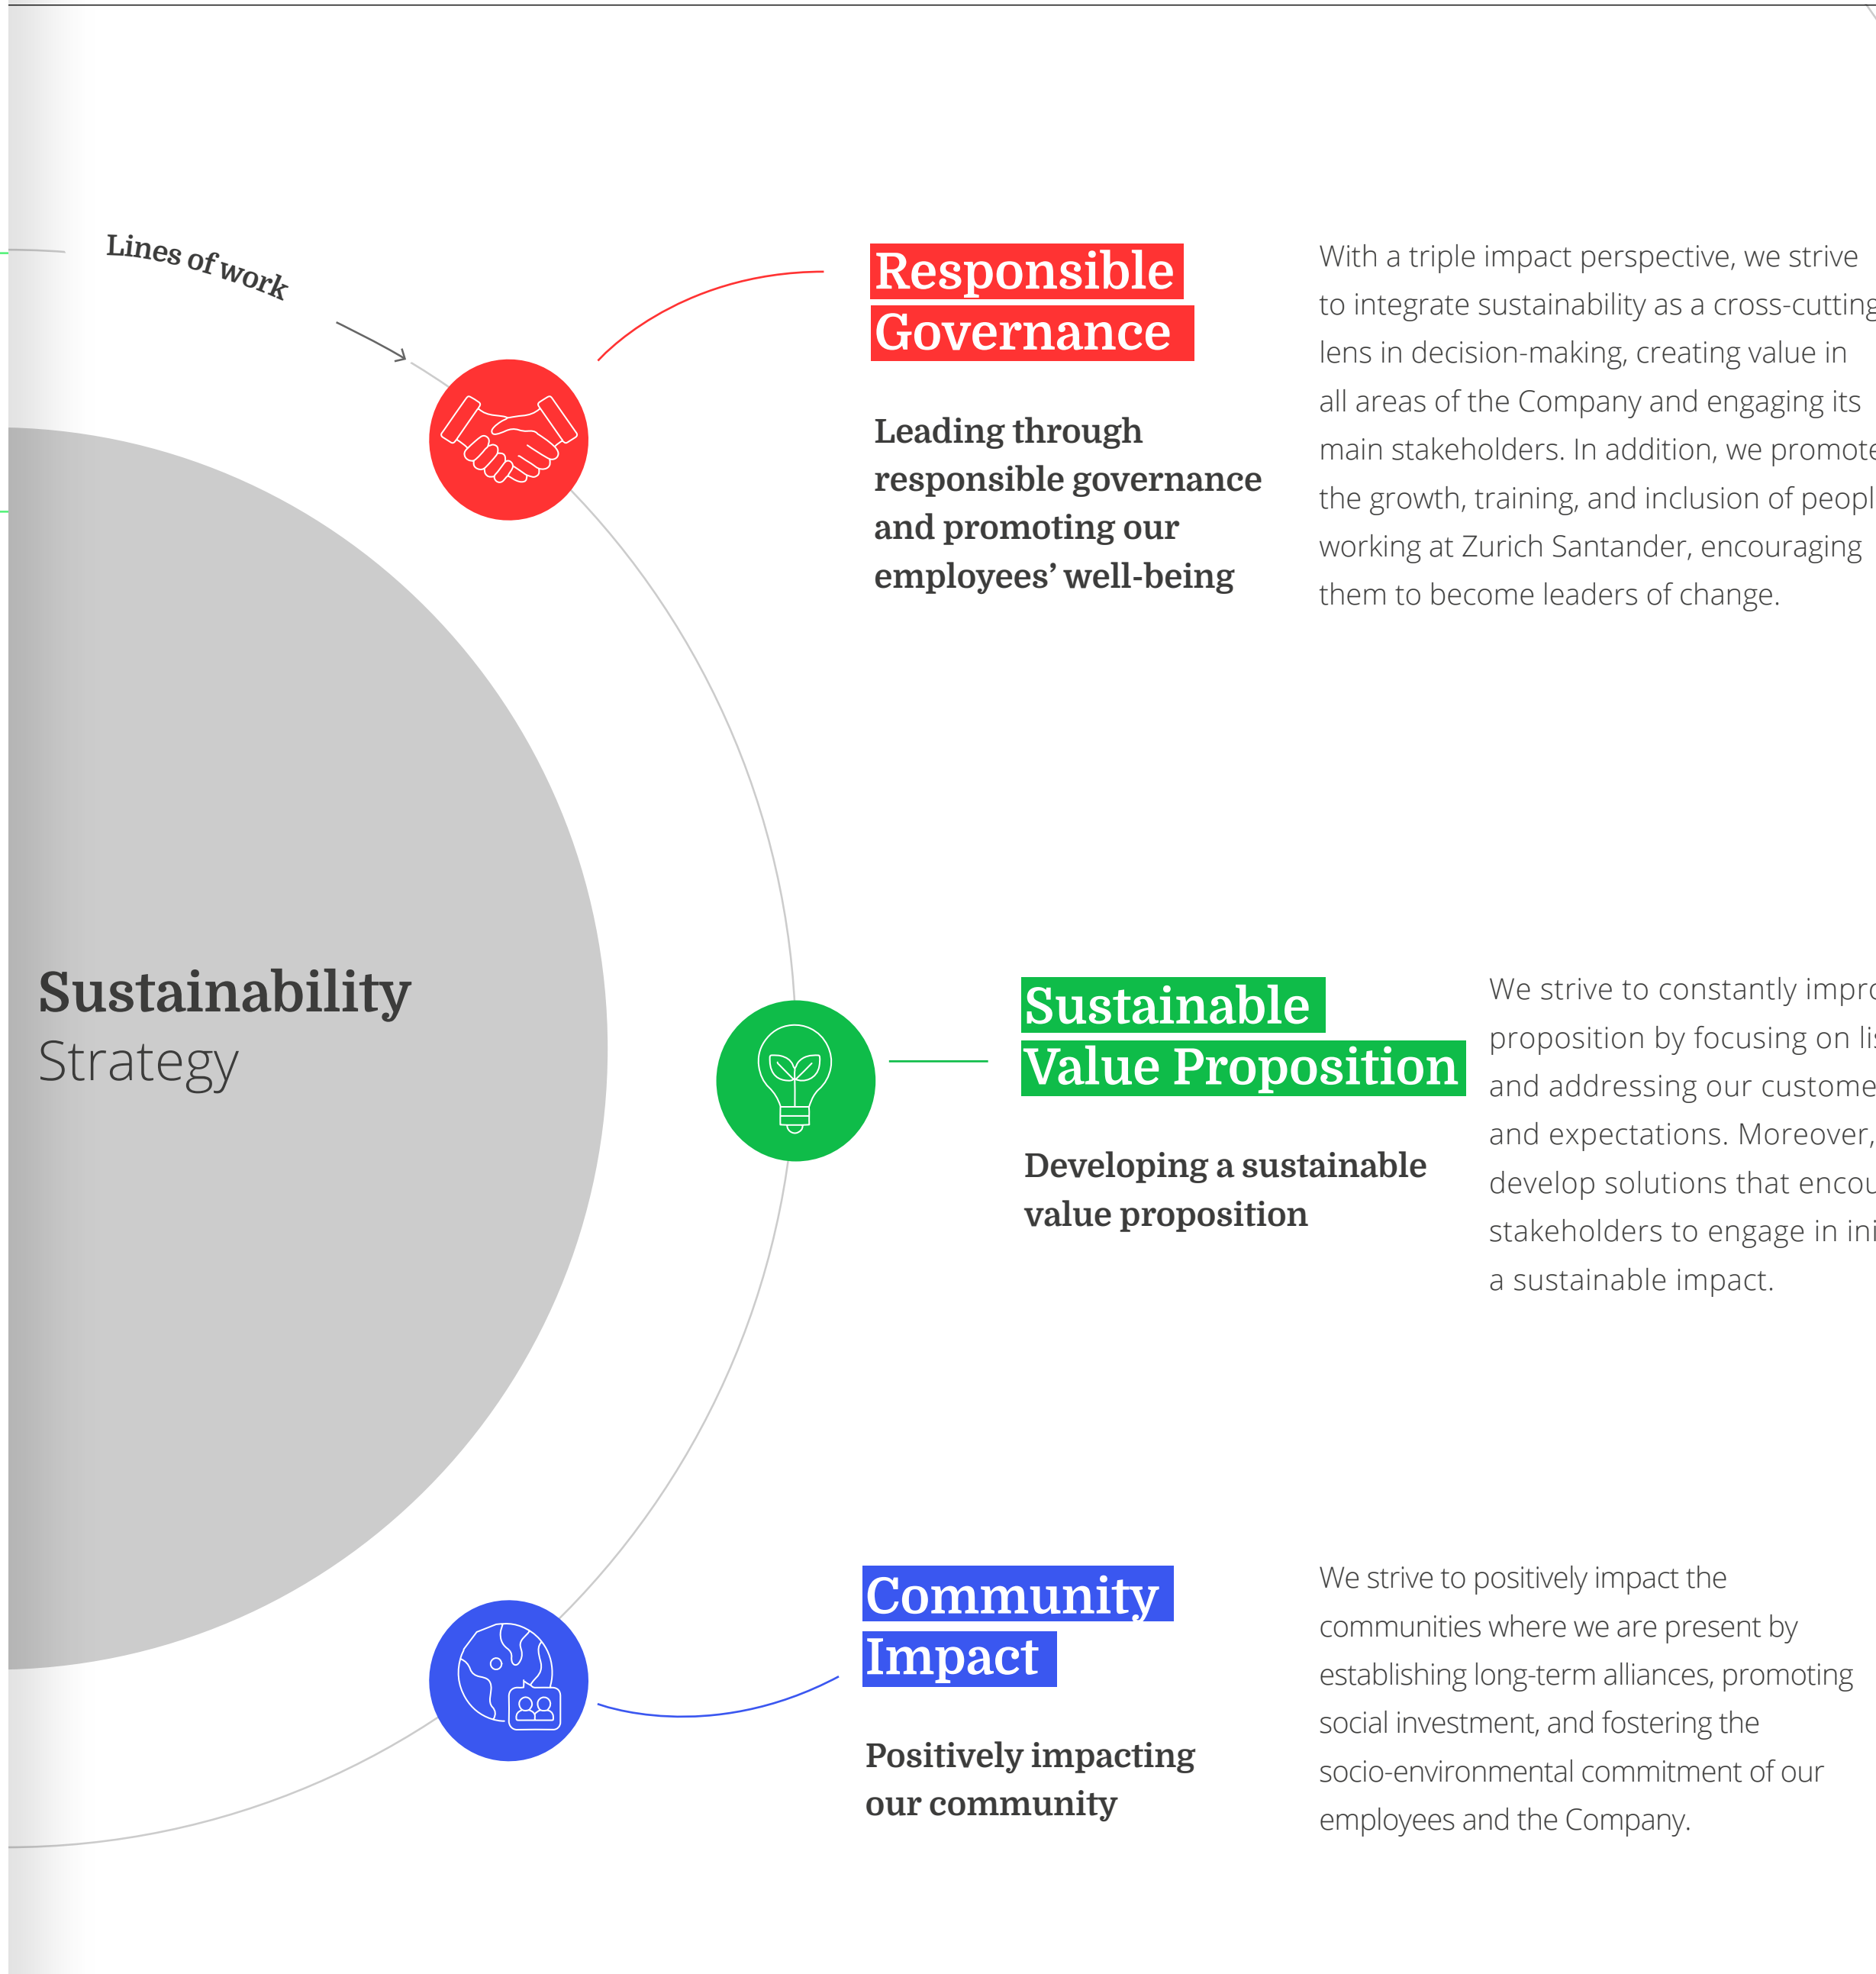 Lines of work
Responsible
Governance
Leading through
responsible governance
and promoting our
employees’ well-being
With a triple impact perspective, we strive
to integrate sustainability as a cross-cutting
lens in decision-making, creating value in
all areas of the Company and engaging its
main stakeholders. In addition, we promote
the growth, training, and inclusion of
working at Zurich Santander, encouraging
them to become leaders of change.
Sustainability
Strategy
Sustainable
Value Proposition
Developing a sustainable
value proposition
We strive to constantly
proposition by focusing on
and addressing our
and expectations. Moreover,
develop solutions that
stakeholders to engage in
a sustainable impact.
Community
Impact
Positively impacting
our community
We strive to positively impact the
communities where we are present by
establishing long-term alliances, promoting
social investment, and fostering the
socio-environmental commitment of our
employees and the Company.